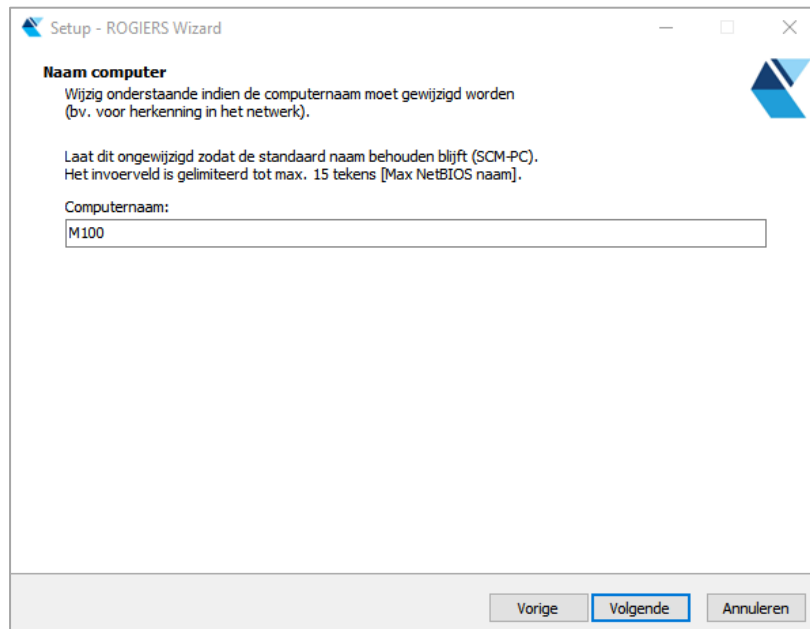 Setup - ROGIERS Wizard
Naam computer
Wijzig onderstaande indien de computernaam moet gewijzigd worden
(bv. voor herkenning in het netwerk).
Laat dit ongewijzigd zodat de standaard naam behouden blijft (SCM-PC).
Het invoerveld is gelimiteerd tot max. 15 tekens [Max NetBIOS naam].
Computernaam:
M100
Vorige Volgende Annuleren